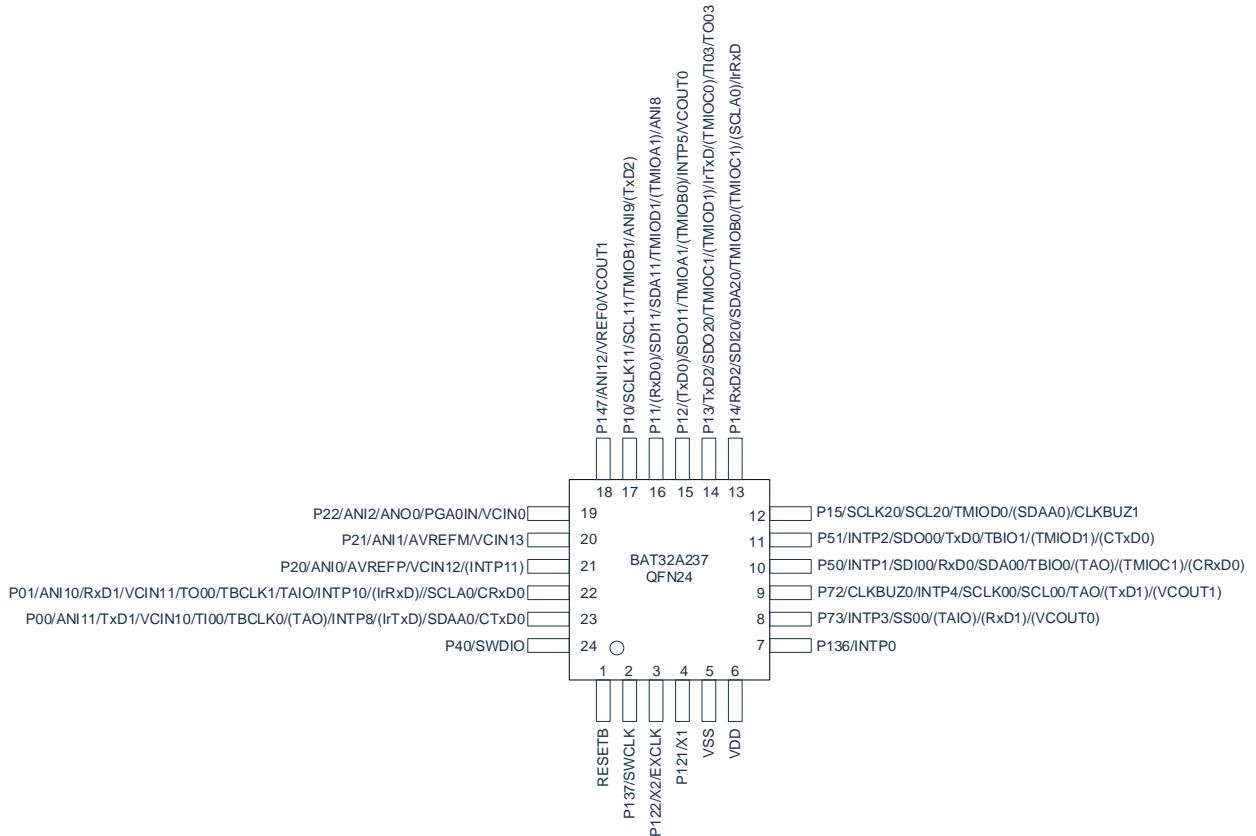 P147/ANI12/VREF0/VCOUT1
P10/SCLK11/SCL11/TMIOB1/ANI9/(TxD2)
P11/(RxD0)/SDI11/SDA11/TMIOD1/(TMIOA1)/ANI8
P12/(TxD0)/SDO11/TMIOA1/(TMIOB0)/INTP5/VCOUT0
P13/TxD2/SDO20/TMIOC1/(TMIOD1)/IrTxD/(TMIOC0)/TI03/TO03
P14/RxD2/SDI20/SDA20/TMIOB0/(TMIOC1)/(SCLA0)/IrRxD
18 17 16 15 14 13
P22/ANI2/ANO0/PGA0IN/VCIN0 19
P21/ANI1/AVREFM/VCIN13 20
P20/ANI0/AVREFP/VCIN12/(INTP11) 21
P01/ANI10/RxD1/VCIN11/TO00/TBCLK1/TAIO/INTP10/(IrRxD)//SCLA0/CRxD0 22
P00/ANI11/TxD1/VCIN10/TI00/TBCLK0/(TAO)/INTP8/(IrTxD)/SDAA0/CTxD0 23
P40/SWDIO 24
BAT32A237
QFN24
12 P15/SCLK20/SCL20/TMIOD0/(SDAA0)/CLKBUZ1
11 P51/INTP2/SDO00/TxD0/TBIO1/(TMIOD1)/(CTxD0)
10 P50/INTP1/SDI00/RxD0/SDA00/TBIO0/(TAO)/(TMIOC1)/(CRxD0)
9 P72/CLKBUZ0/INTP4/SCLK00/SCL00/TAO/(TxD1)/(VCOUT1)
8 P73/INTP3/SS00/(TAIO)/(RxD1)/(VCOUT0)
7 P136/INTP0
1 2 3 4 5 6
RESETB
P137/SWCLK
P122/X2/EXCLK
P121/X1
VSS
VDD